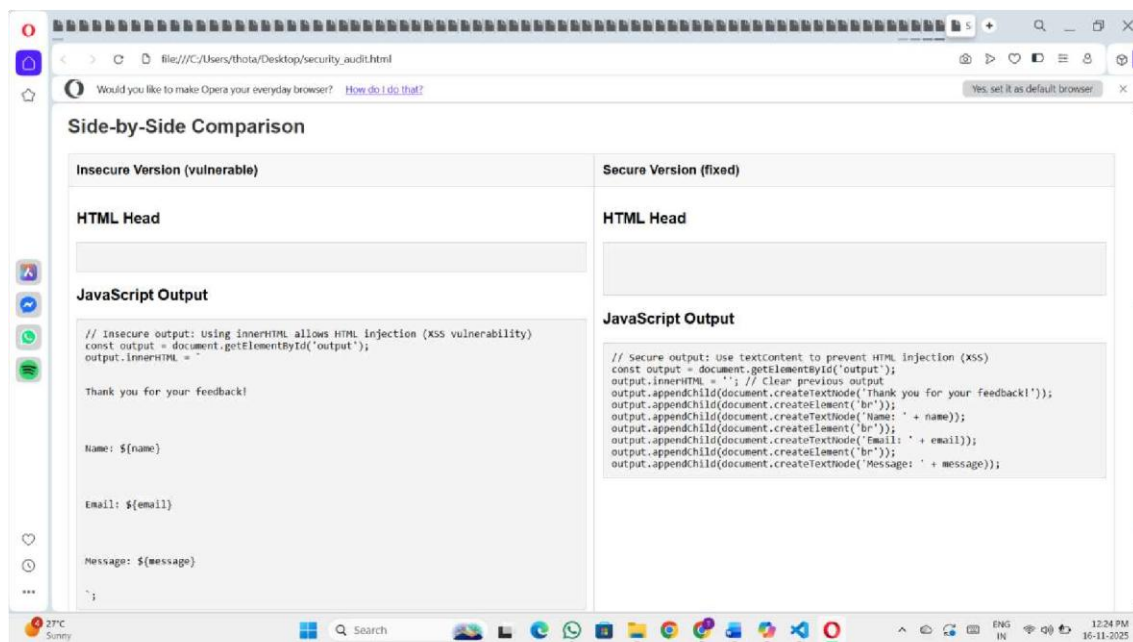 S
file:///C:/Users/thota/Desktop/security_audit.html
Would you like to make Opera your everyday browser? How do I do that?
Yes, set it as default browser
Side-by-Side Comparison
Insecure Version (vulnerable)
HTML Head
JavaScript Output
// Insecure output: Using innerHTML allows HTML injection (XSS vulnerability)
const output = document.getElementById('output');
output.innerHTML = `
Thank you for your feedback!
Name: ${name}
Email: ${email}
Message: ${message}
`;
Secure Version (fixed)
HTML Head
JavaScript Output
// Secure output: Use textContent to prevent HTML injection (XSS)
const output = document.getElementById('output');
output.innerHTML = ''; // Clear previous output
output.appendChild(document.createTextNode('Thank you for your feedback!'));
output.appendChild(document.createElement('br'));
output.appendChild(document.createTextNode('Name: ' + name));
output.appendChild(document.createElement('br'));
output.appendChild(document.createTextNode('Email: ' + email));
output.appendChild(document.createElement('br'));
output.appendChild(document.createTextNode('Message: ' + message));
4
27°C
Sunny
Search
ENG
IN
12:24 PM
16-11-2025